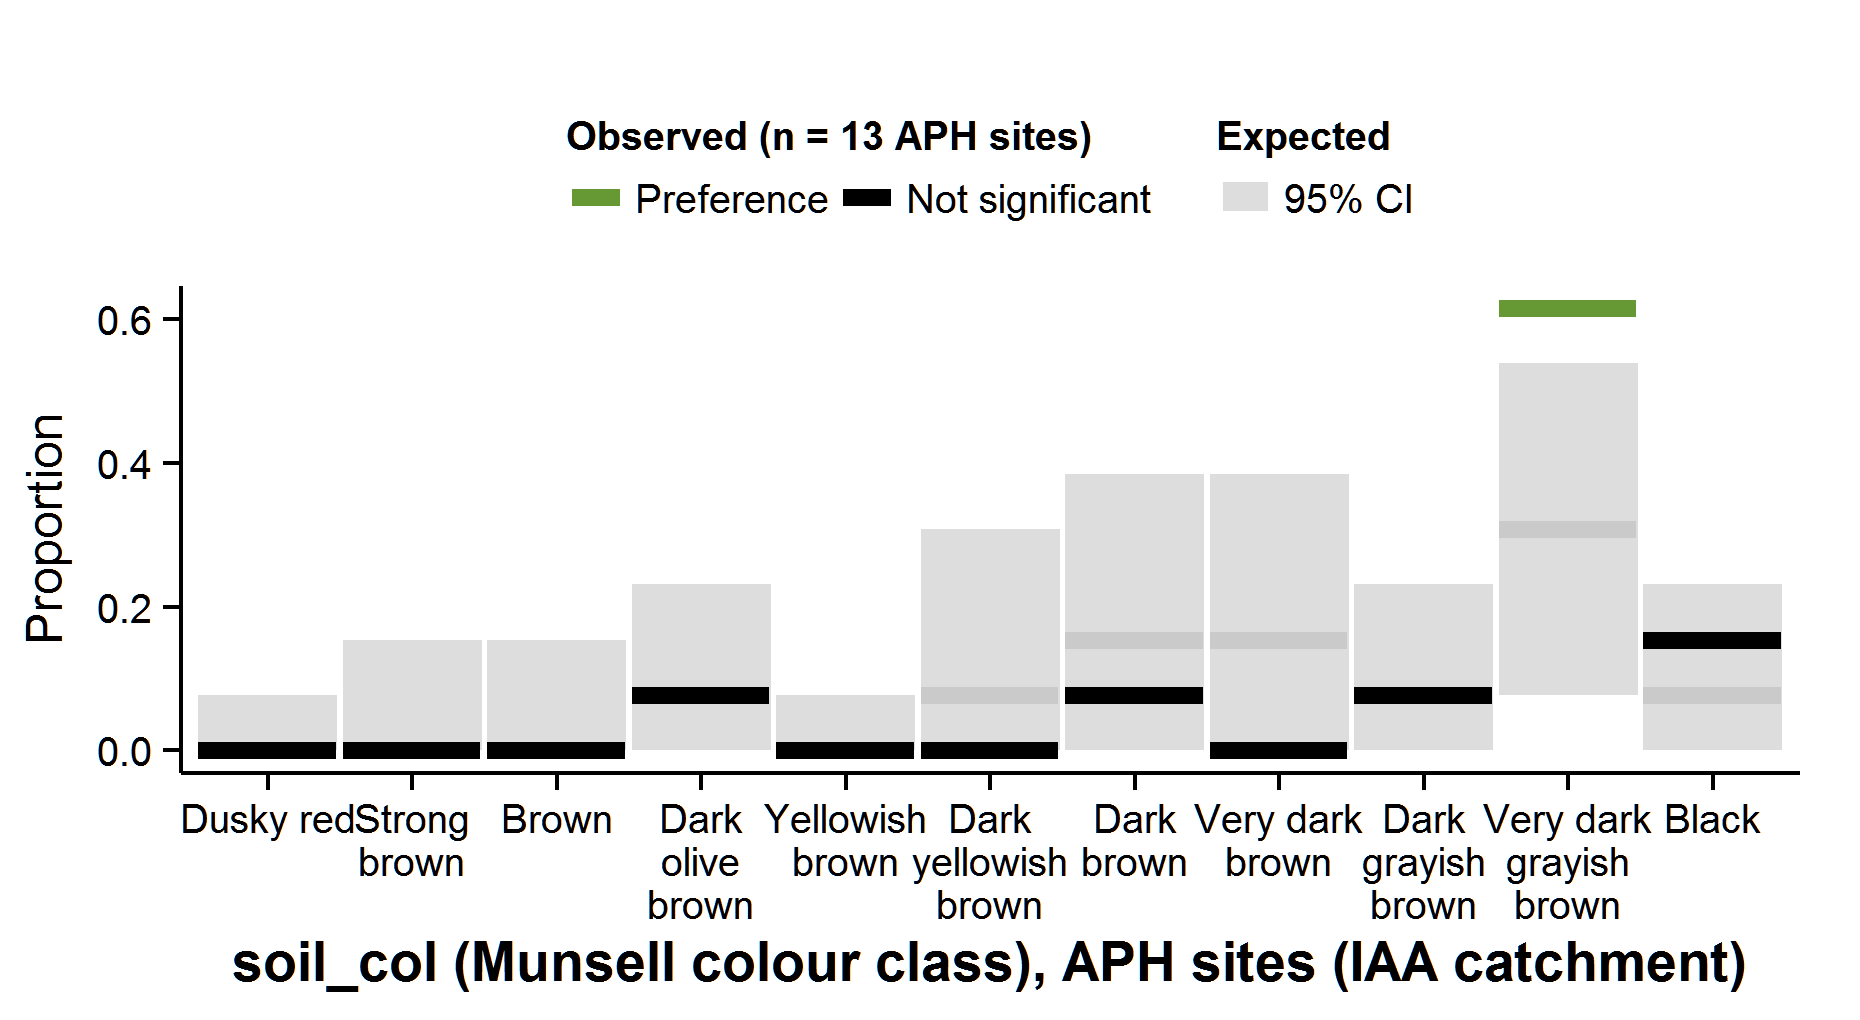 Observed (n = 13 APH sites) Expected
Preference Not significant 95% CI
Proportion
0.6
0.4
0.2
0.0
Dusky red Strong Brown Dark Yellowish Dark Dark Very dark Dark Very dark Black
brown olive brown yellowish brown brown grayish grayish
brown brown brown brown
soil_col (Munsell colour class), APH sites (IAA catchment)